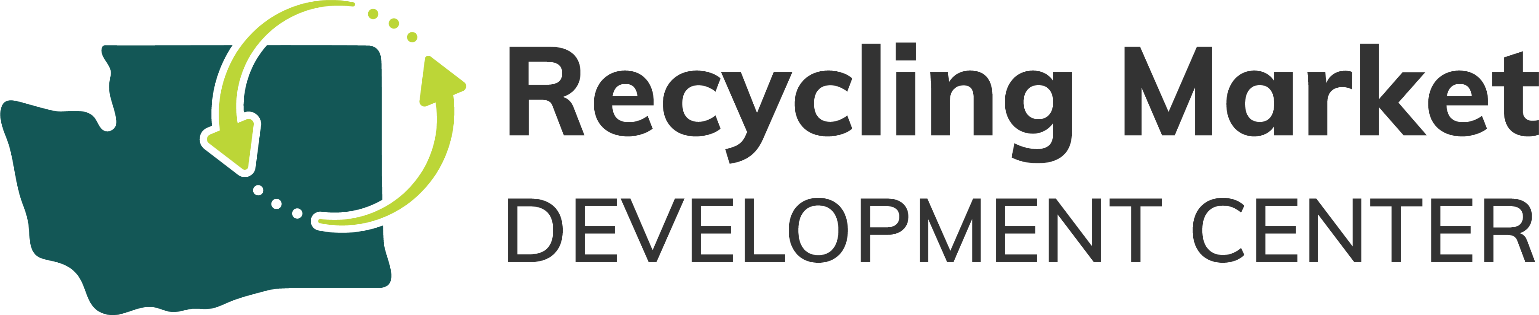 Recycling Market
DEVELOPMENT CENTER